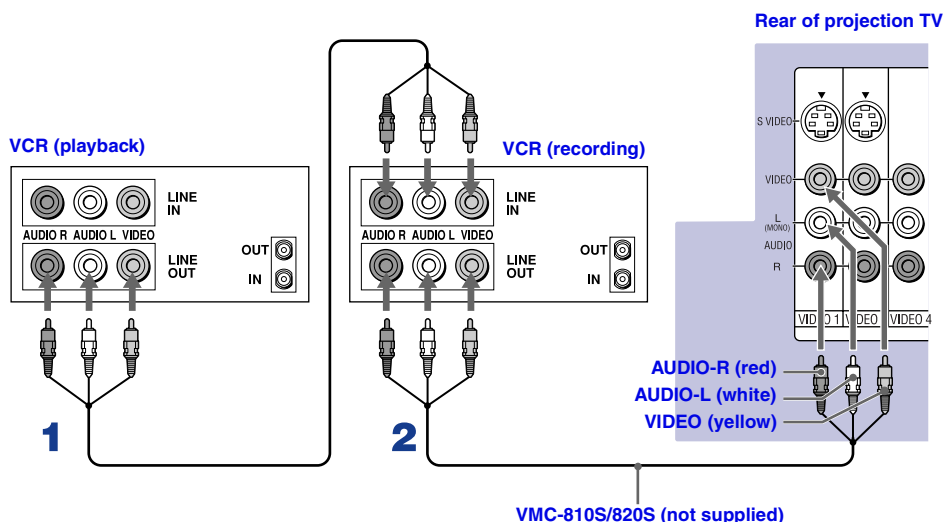 Rear of projection TV
VCR (playback)
VCR (recording)
LINE
IN
AUDIO R AUDIO L VIDEO
LINE
OUT
OUT
IN
LINE
IN
AUDIO R AUDIO L VIDEO
LINE
OUT
OUT
IN
S VIDEO
VIDEO
L
(MONO)
AUDIO
R
VIDEO 1
VIDEO
VIDEO 4
AUDIO-R (red)
AUDIO-L (white)
VIDEO (yellow)
1
2
VMC-810S/820S (not supplied)